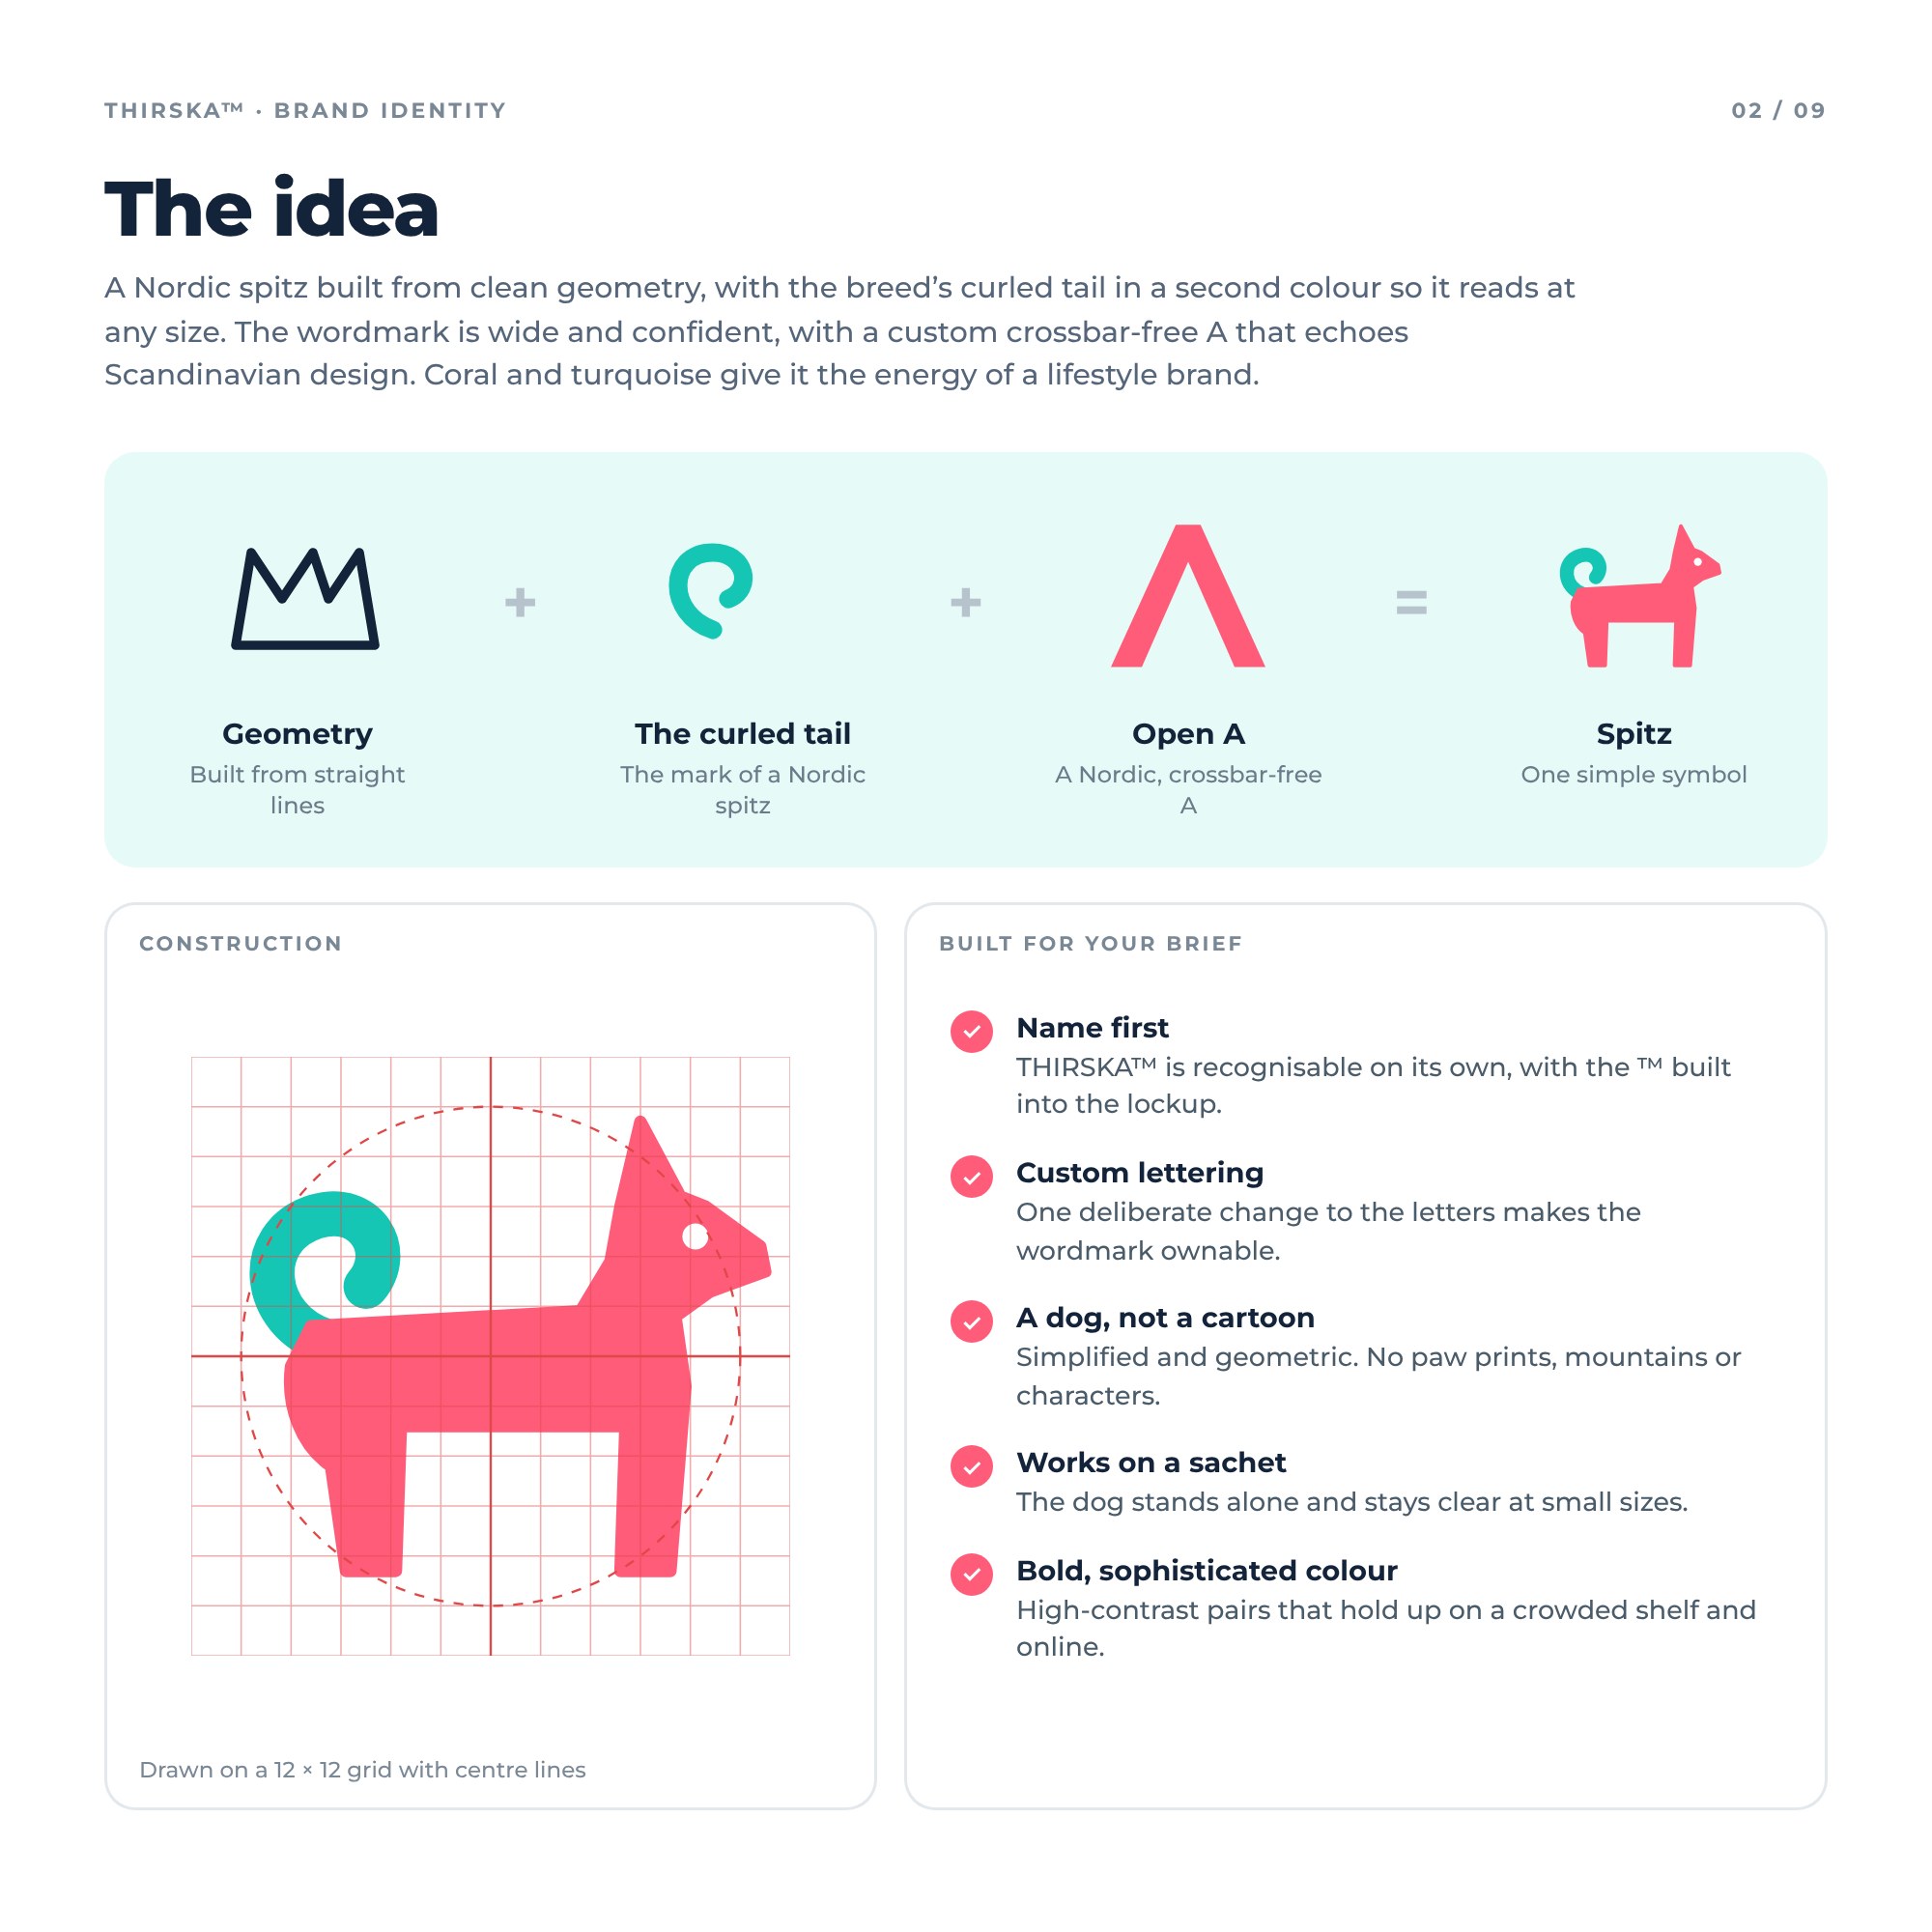 THIRSKA™ · BRAND IDENTITY
02 / 09
The idea
A Nordic spitz built from clean geometry, with the breed’s curled tail in a second colour so it reads at
any size. The wordmark is wide and confident, with a custom crossbar-free A that echoes
Scandinavian design. Coral and turquoise give it the energy of a lifestyle brand.
+
+
=
Geometry
Built from straight
lines
The curled tail
The mark of a Nordic
spitz
Open A
A Nordic, crossbar-free
A
Spitz
One simple symbol
CONSTRUCTION
Drawn on a 12 × 12 grid with centre lines
BUILT FOR YOUR BRIEF
Name first
THIRSKA™ is recognisable on its own, with the ™ built
into the lockup.
Custom lettering
One deliberate change to the letters makes the
wordmark ownable.
A dog, not a cartoon
Simplified and geometric. No paw prints, mountains or
characters.
Works on a sachet
The dog stands alone and stays clear at small sizes.
Bold, sophisticated colour
High-contrast pairs that hold up on a crowded shelf and
online.